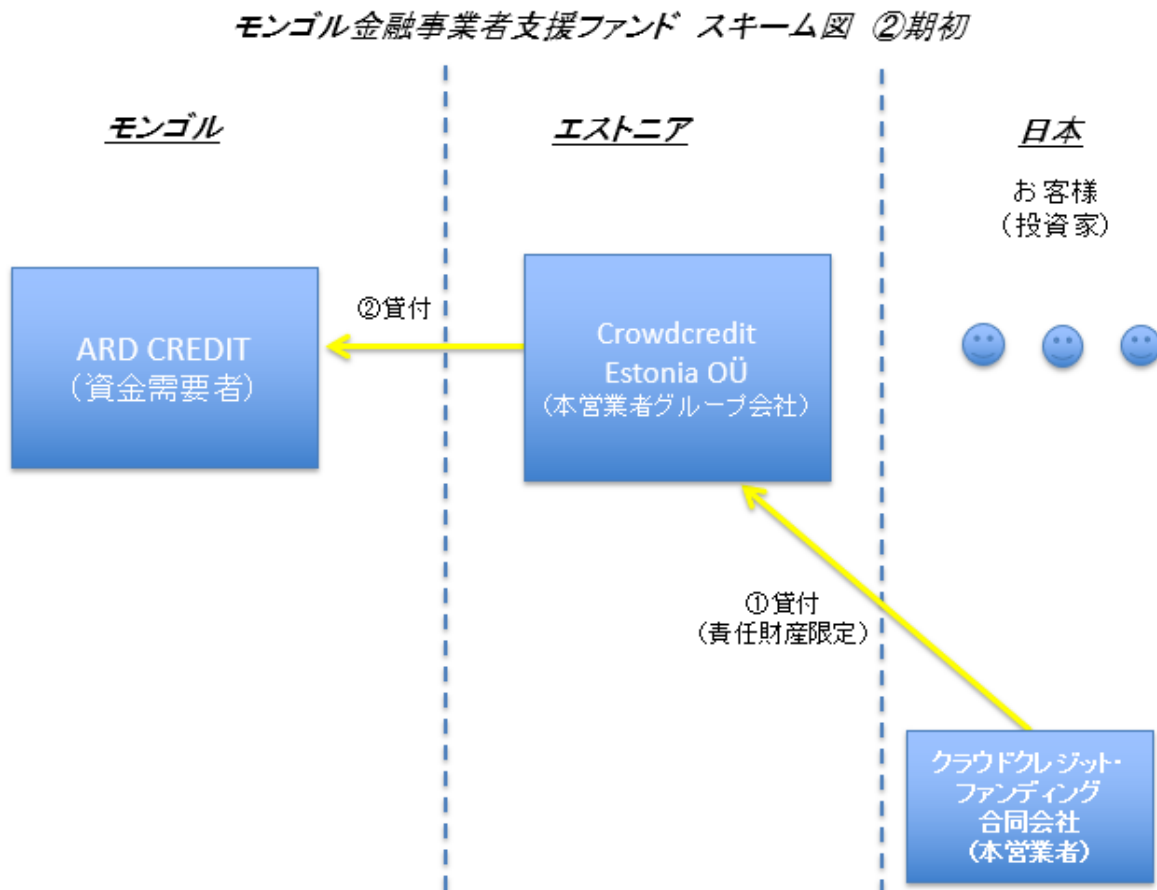 モンゴル金融事業者支援ファンド スキーム図 ②期初
モンゴル
エストニア
日本
お客様
（投資家）
ARD CREDIT
（資金需要者）
②貸付
Crowdcredit
Estonia OÜ
（本営業者グループ会社）
①貸付
（責任財産限定）
クラウドクレジット・
ファンディング
合同会社
（本営業者）